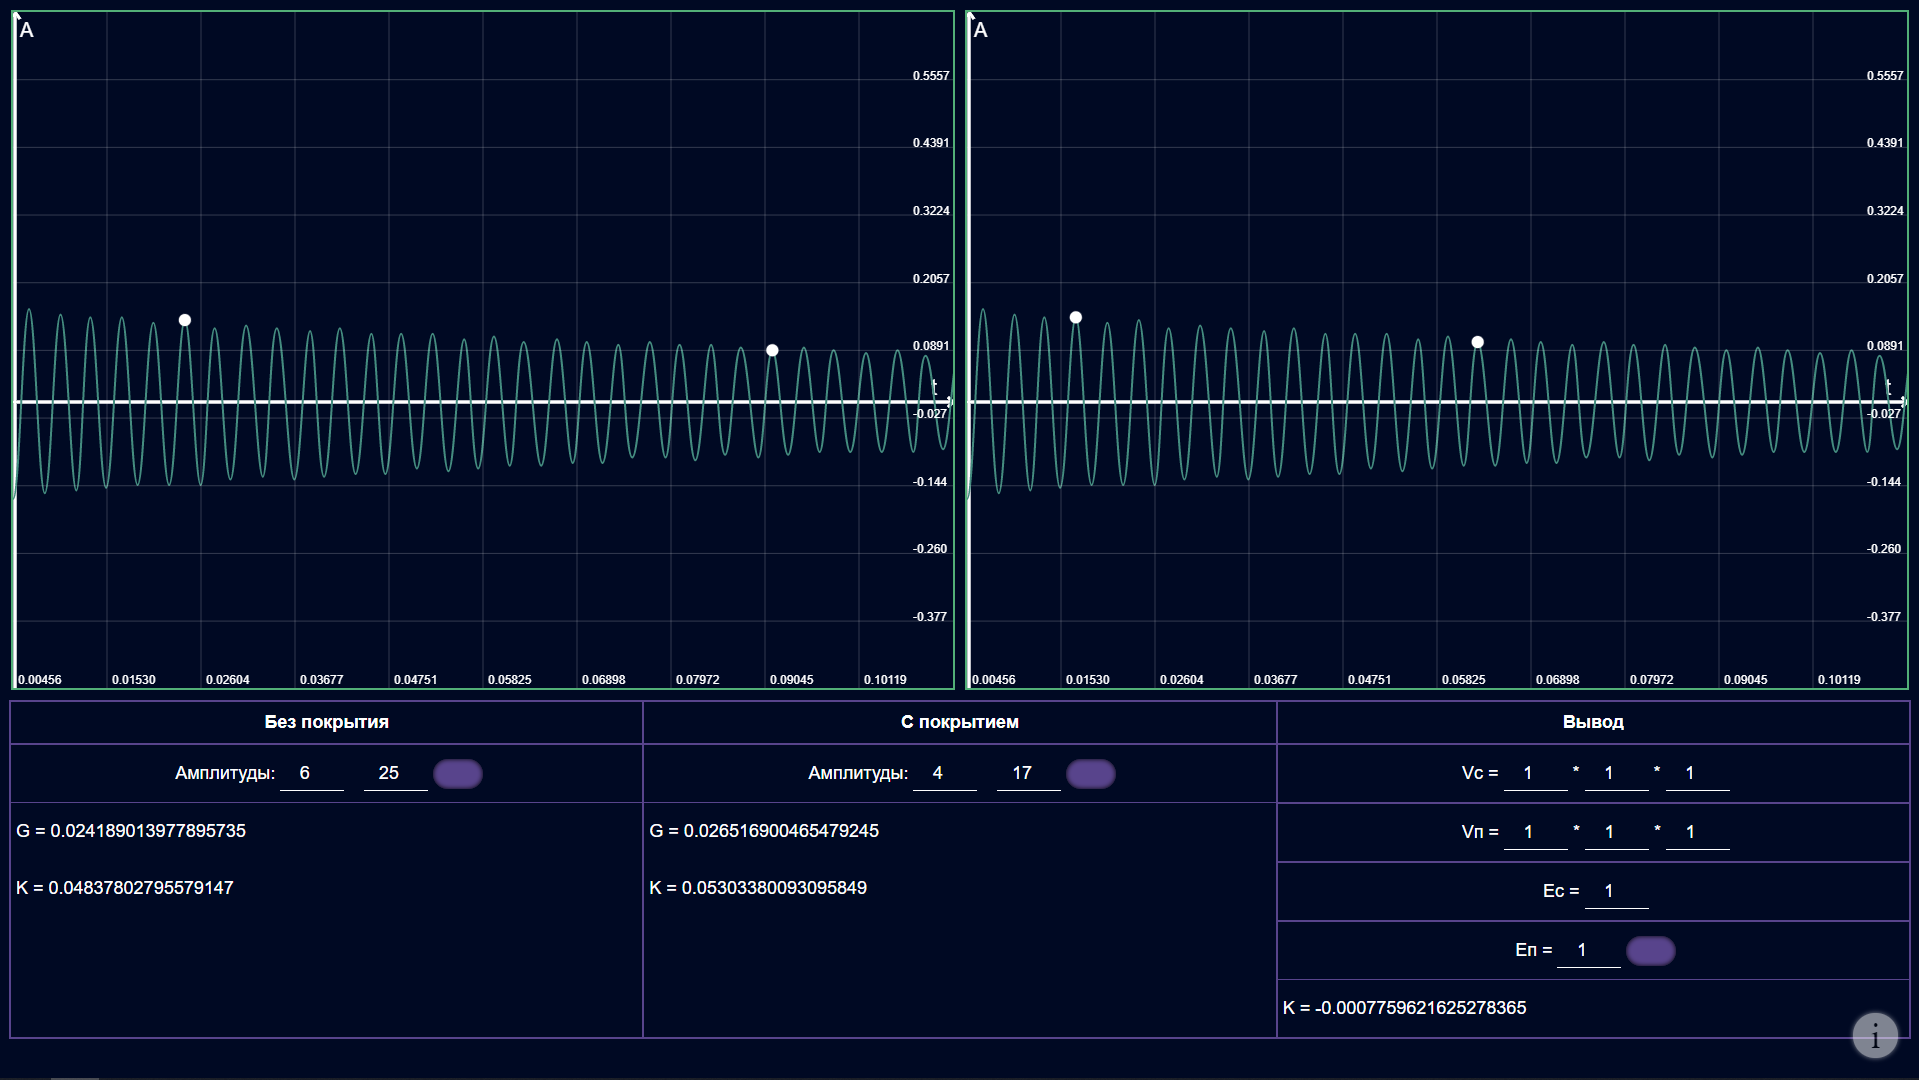 A
0.5557
0.4391
0.3224
0.2057
0.0891
t
-0.027
-0.144
-0.260
-0.377
0.00456 0.01530 0.02604 0.03677 0.04751 0.05825 0.06898 0.07972 0.09045 0.10119
A
0.5557
0.4391
0.3224
0.2057
0.0891
t
-0.027
-0.144
-0.260
-0.377
0.00456 0.01530 0.02604 0.03677 0.04751 0.05825 0.06898 0.07972 0.09045 0.10119
Без покрытия
Амплитуды: 6 25
G = 0.024189013977895735
K = 0.04837802795579147
С покрытием
Амплитуды: 4 17
G = 0.026516900465479245
K = 0.05303380093095849
Вывод
Vc = 1 * 1 * 1
Vп = 1 * 1 * 1
Ec = 1
Eп = 1
K = -0.0007759621625278365
i